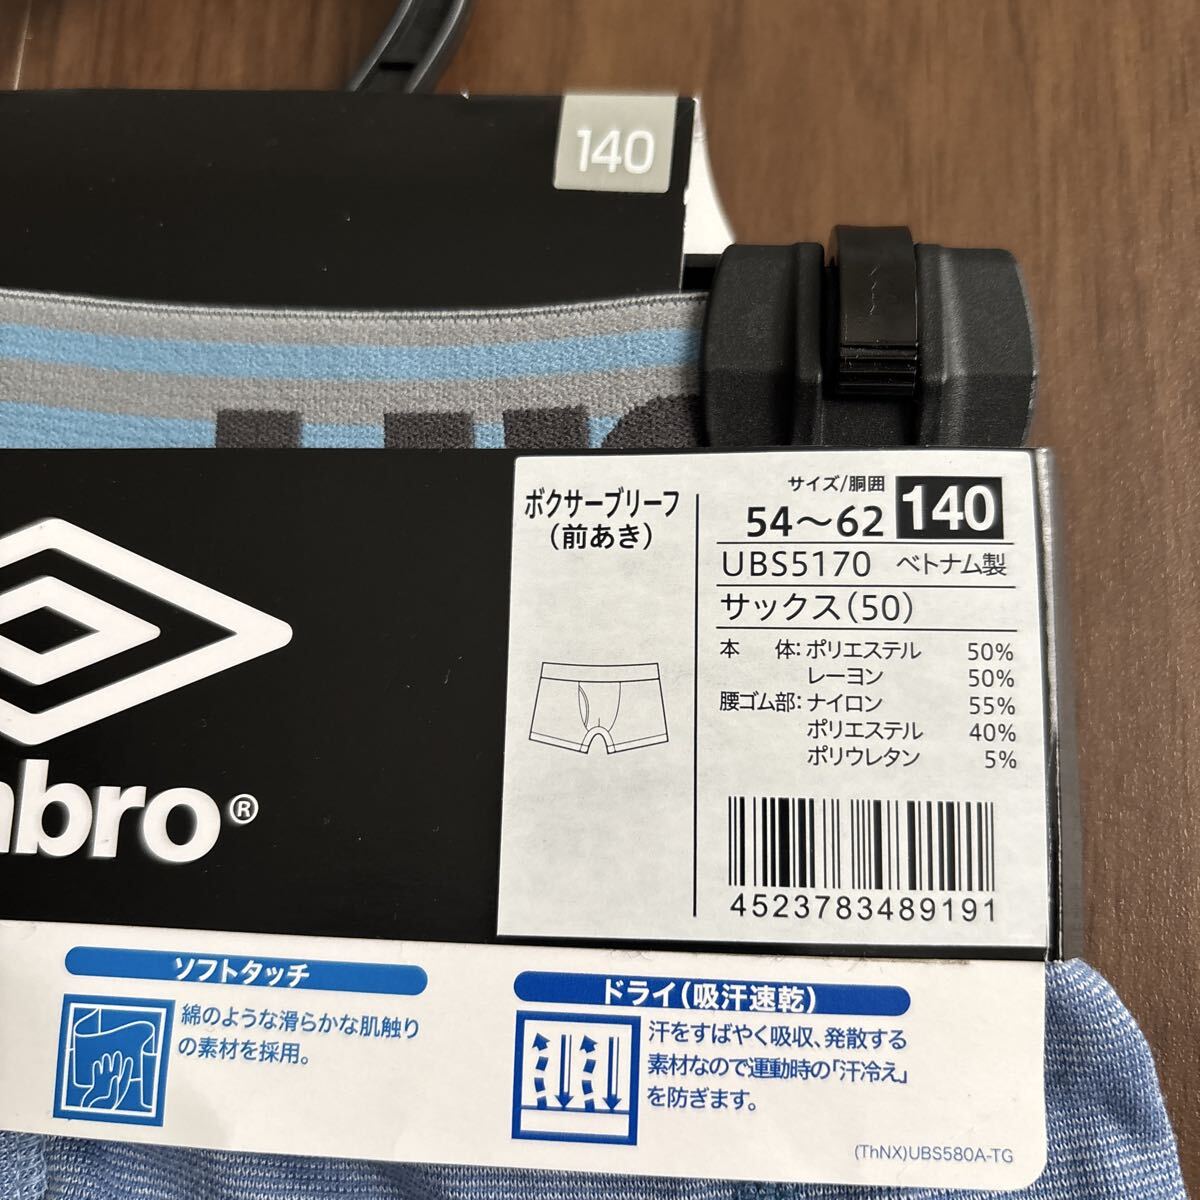 140
ボクサーブリーフ
(前あき)
サイズ/胴囲
54〜62 140
UBS5170 ベトナム製
サックス(50)
本 体:ポリエステル 50%
レーヨン 50%
腰ゴム部:ナイロン 55%
ポリエステル 40%
ポリウレタン 5%
4523783489191
bro®
ソフトタッチ
綿のような滑らかな肌触り
の素材を採用。
ドライ(吸汗速乾)
汗をすばやく吸収、発散する
素材なので運動時の「汗冷え」
を防ぎます。
(ThNX)UBS580A-TG